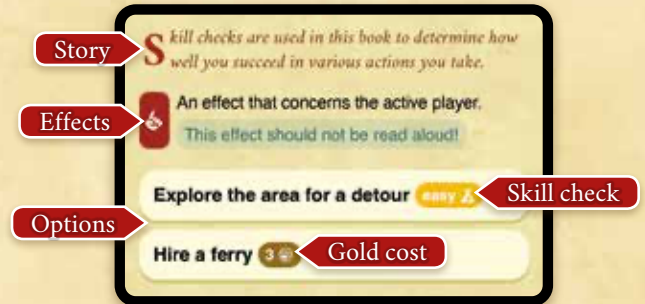 Story
Skill checks are used in this book to determine how
well you succeed in various actions you take.
Effects
An effect that concerns the active player.
This effect should not be read aloud!
Explore the area for a detour easy
Skill check
Options
Hire a ferry 3
Gold cost